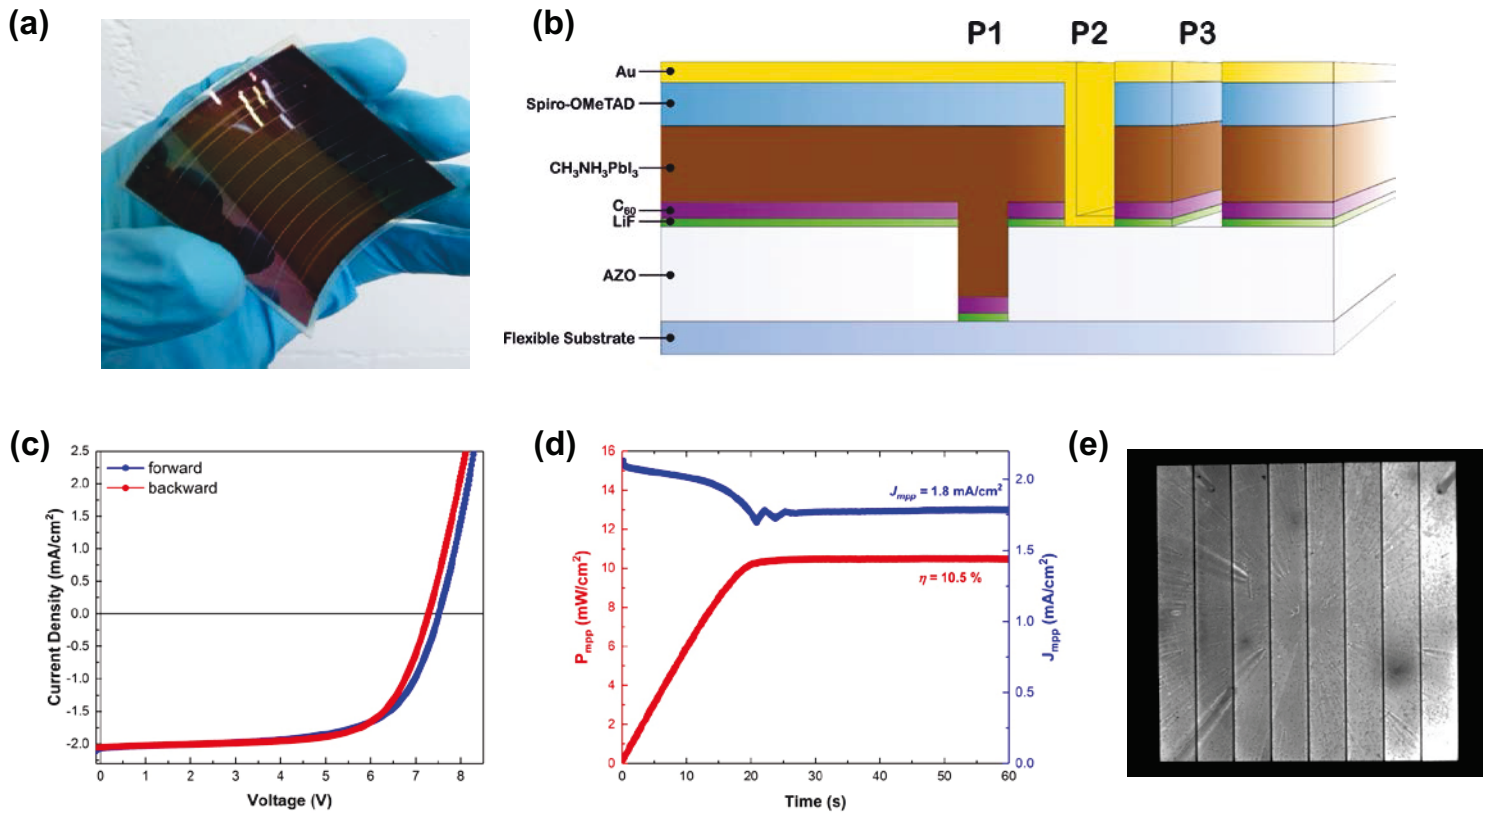 (a)
(b)
P1 P2 P3
Au
Spiro-OMeTAD
CH₃NH₃PbI₃
C₆₀
LiF
AZO
Flexible Substrate
(c)
2.5
2.0
1.5
1.0
0.5
0.0
-0.5
-1.0
-1.5
-2.0
Current Density (mA/cm²)
forward
backward
0 1 2 3 4 5 6 7 8
Voltage (V)
(d)
16
14
12
10
8
6
4
2
0
P_mpp (mW/cm²)
J_mpp = 1.8 mA/cm²
η = 10.5 %
2.0
1.5
1.0
0.5
0.0
J_mpp (mA/cm²)
0 10 20 30 40 50 60
Time (s)
(e)